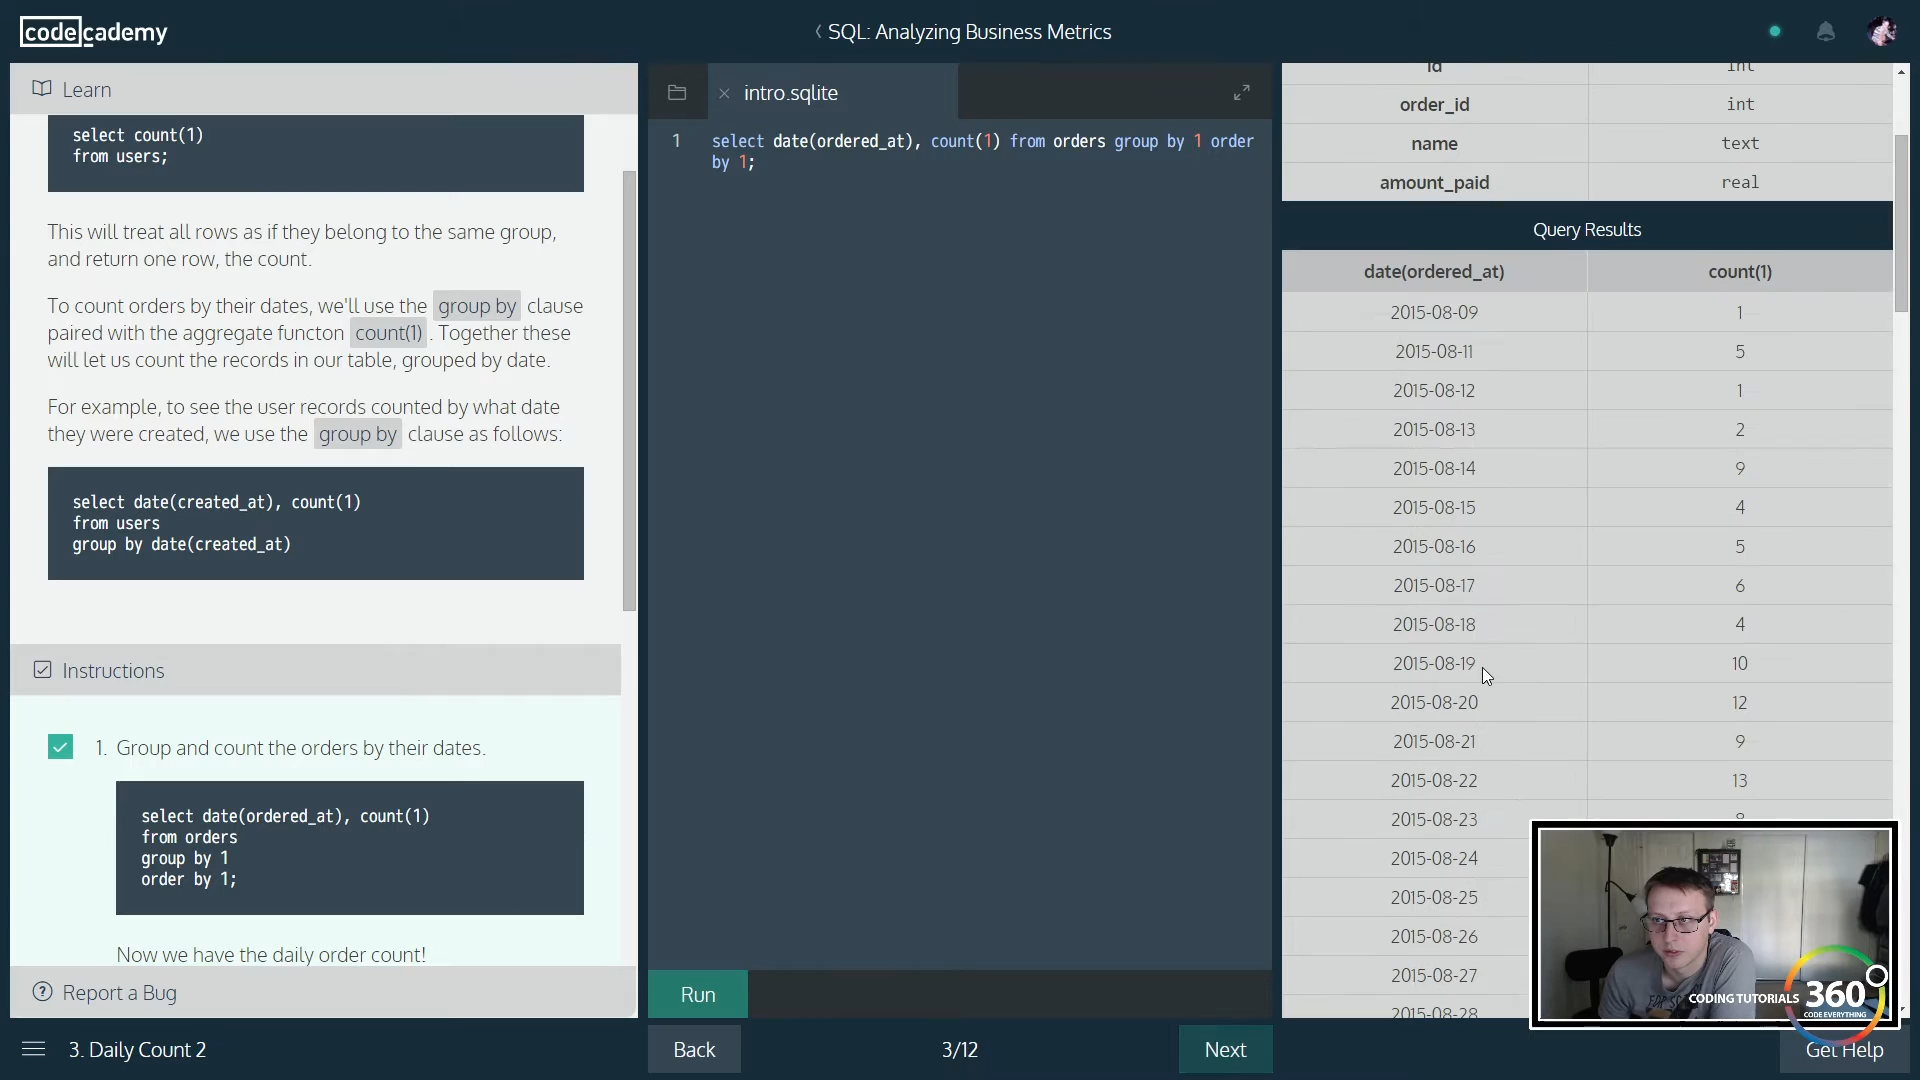 codecademy
SQL: Analyzing Business Metrics
Learn
select count(1)
from users;
This will treat all rows as if they belong to the same group,
and return one row, the count.
To count orders by their dates, we'll use the group by clause
paired with the aggregate functon count(1) . Together these
will let us count the records in our table, grouped by date.
For example, to see the user records counted by what date
they were created, we use the group by clause as follows:
select date(created_at), count(1)
from users
group by date(created_at)
Instructions
1. Group and count the orders by their dates.
select date(ordered_at), count(1)
from orders
group by 1
order by 1;
Now we have the daily order count!
Report a Bug
3. Daily Count 2
intro.sqlite
1 select date(ordered_at), count(1) from orders group by 1 order
by 1;
Run
Back
3/12
Next
id int
order_id int
name text
amount_paid real
Query Results
date(ordered_at) count(1)
2015-08-09 1
2015-08-11 5
2015-08-12 1
2015-08-13 2
2015-08-14 9
2015-08-15 4
2015-08-16 5
2015-08-17 6
2015-08-18 4
2015-08-19 10
2015-08-20 12
2015-08-21 9
2015-08-22 13
2015-08-23 8
2015-08-24
2015-08-25
2015-08-26
2015-08-27
2015-08-28
CODING TUTORIALS 360
CODE EVERYTHING
Get Help